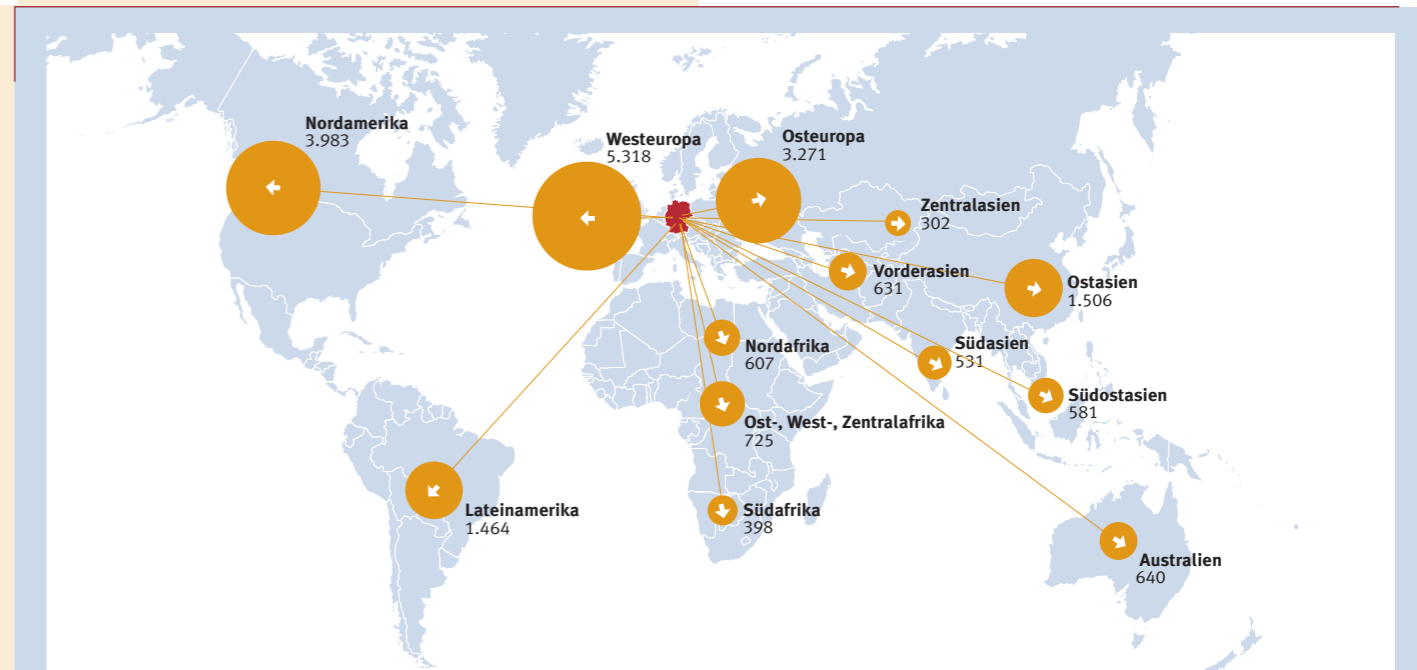 Nordamerika
3.983
Westeuropa
5.318
Osteuropa
3.271
Zentralasien
302
Vorderasien
631
Ostasien
1.506
Nordafrika
607
Südasien
531
Südostasien
581
Ost-, West-, Zentralafrika
725
Lateinamerika
1.464
Südafrika
398
Australien
640